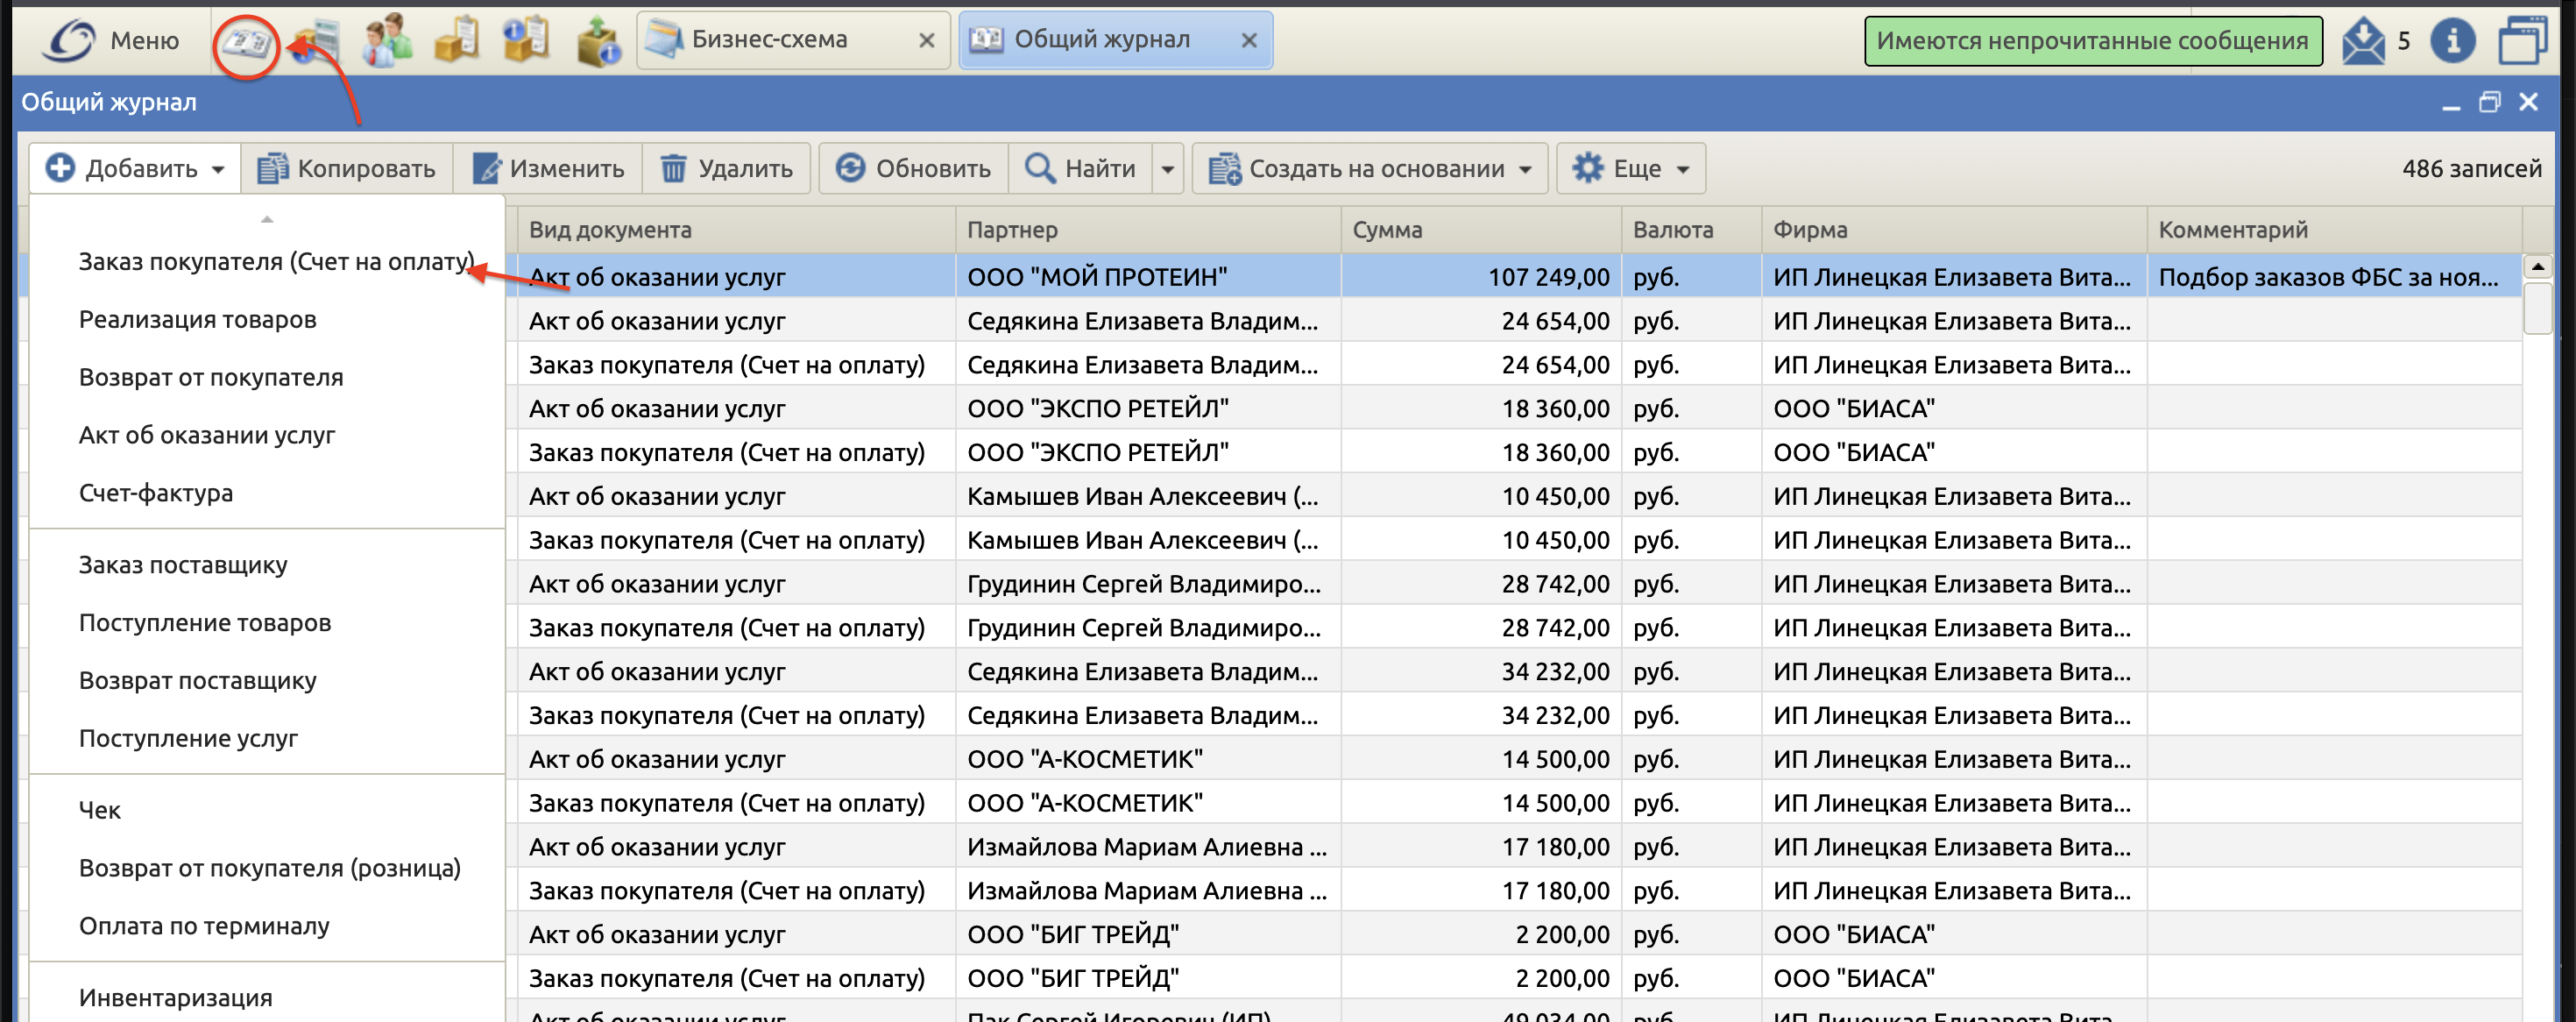 Меню
Бизнес-схема
Общий журнал
Имеются непрочитанные сообщения
5
Общий журнал
Добавить
Копировать
Изменить
Удалить
Обновить
Найти
Создать на основании
Еще
486 записей
Заказ покупателя (Счет на оплату)
Реализация товаров
Возврат от покупателя
Акт об оказании услуг
Счет-фактура
Заказ поставщику
Поступление товаров
Возврат поставщику
Поступление услуг
Чек
Возврат от покупателя (розница)
Оплата по терминалу
Инвентаризация
Вид документа Партнер Сумма Валюта Фирма Комментарий
Акт об оказании услуг ООО "МОЙ ПРОТЕИН" 107 249,00 руб. ИП Линецкая Елизавета Вита... Подбор заказов ФБС за ноя...
Акт об оказании услуг Седякина Елизавета Владим... 24 654,00 руб. ИП Линецкая Елизавета Вита...
Заказ покупателя (Счет на оплату) Седякина Елизавета Владим... 24 654,00 руб. ИП Линецкая Елизавета Вита...
Акт об оказании услуг ООО "ЭКСПО РЕТЕЙЛ" 18 360,00 руб. ООО "БИАСА"
Заказ покупателя (Счет на оплату) ООО "ЭКСПО РЕТЕЙЛ" 18 360,00 руб. ООО "БИАСА"
Акт об оказании услуг Камышев Иван Алексеевич (... 10 450,00 руб. ИП Линецкая Елизавета Вита...
Заказ покупателя (Счет на оплату) Камышев Иван Алексеевич (... 10 450,00 руб. ИП Линецкая Елизавета Вита...
Акт об оказании услуг Грудинин Сергей Владимиро... 28 742,00 руб. ИП Линецкая Елизавета Вита...
Заказ покупателя (Счет на оплату) Грудинин Сергей Владимиро... 28 742,00 руб. ИП Линецкая Елизавета Вита...
Акт об оказании услуг Седякина Елизавета Владим... 34 232,00 руб. ИП Линецкая Елизавета Вита...
Заказ покупателя (Счет на оплату) Седякина Елизавета Владим... 34 232,00 руб. ИП Линецкая Елизавета Вита...
Акт об оказании услуг ООО "А-КОСМЕТИК" 14 500,00 руб. ИП Линецкая Елизавета Вита...
Заказ покупателя (Счет на оплату) ООО "А-КОСМЕТИК" 14 500,00 руб. ИП Линецкая Елизавета Вита...
Акт об оказании услуг Измайлова Мариам Алиевна ... 17 180,00 руб. ИП Линецкая Елизавета Вита...
Заказ покупателя (Счет на оплату) Измайлова Мариам Алиевна ... 17 180,00 руб. ИП Линецкая Елизавета Вита...
Акт об оказании услуг ООО "БИГ ТРЕЙД" 2 200,00 руб. ООО "БИАСА"
Заказ покупателя (Счет на оплату) ООО "БИГ ТРЕЙД" 2 200,00 руб. ООО "БИАСА"
Акт об оказании услуг Пак Сергей Игоревич (ИП) 49 034,00 руб. ИП Линецкая Елизавета Вита...